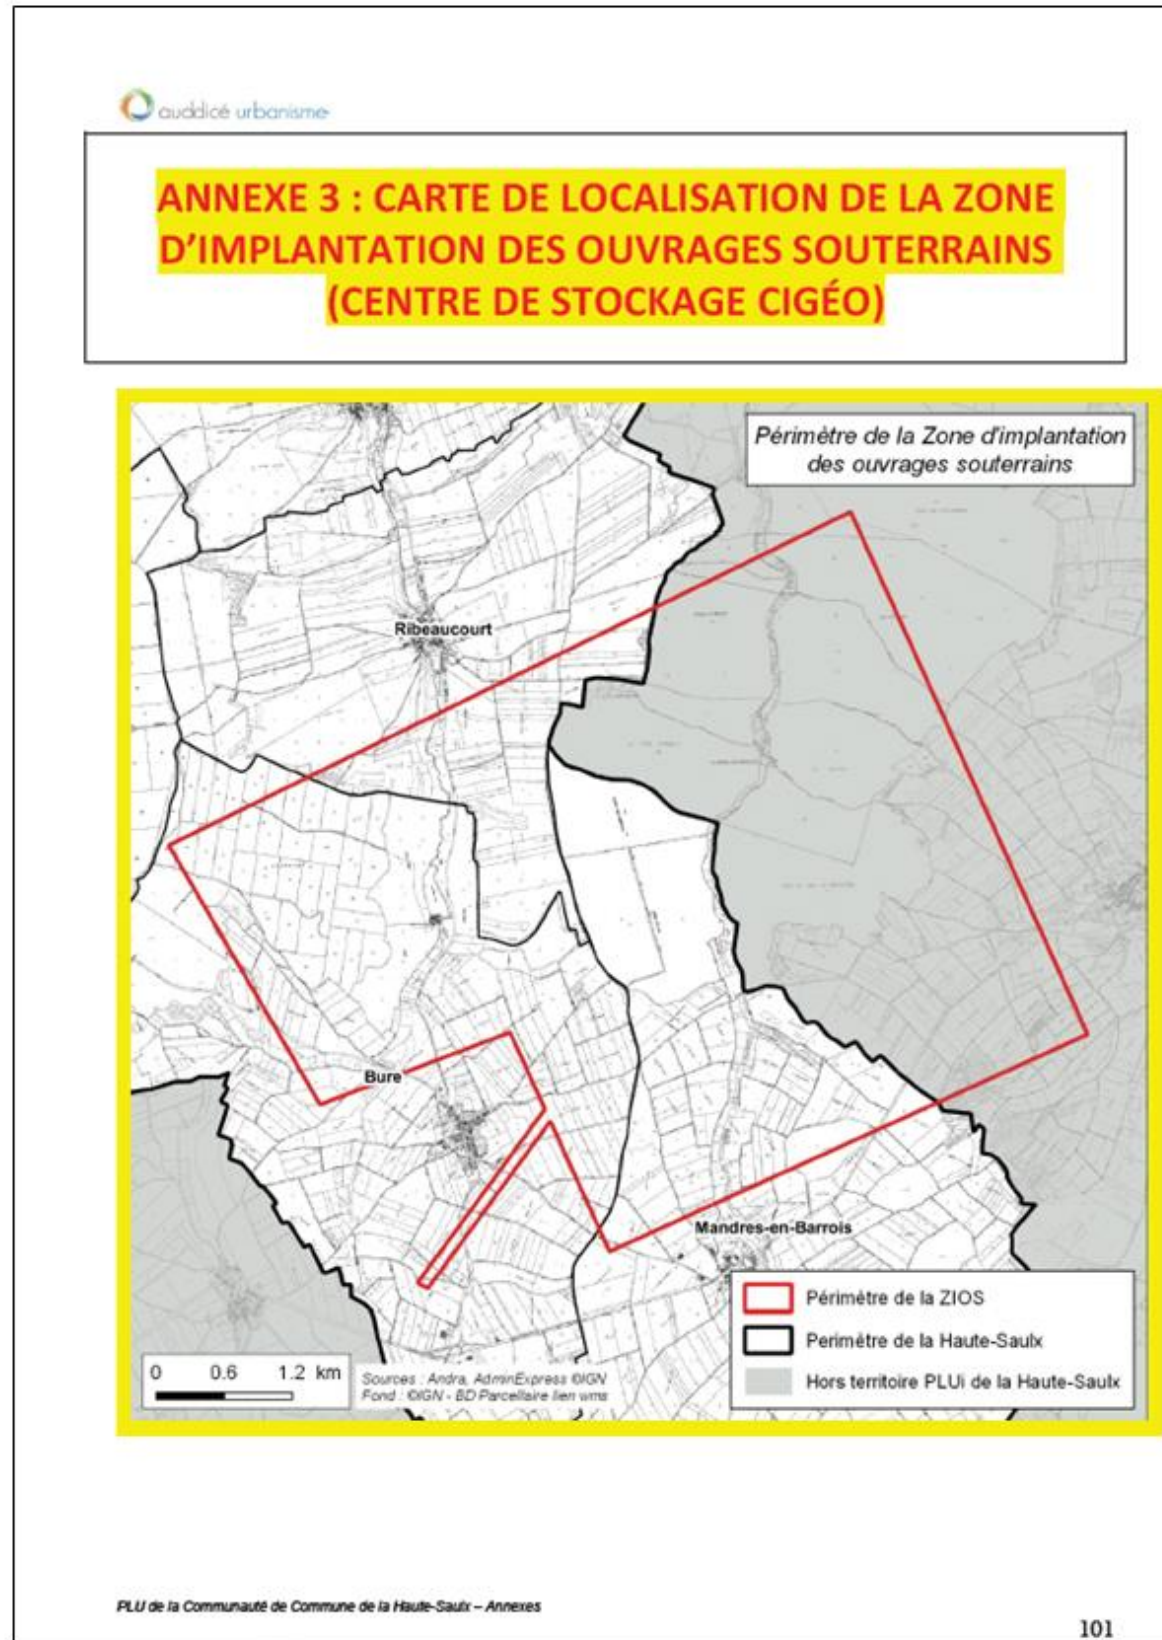 auddicé urbanisme
ANNEXE 3 : CARTE DE LOCALISATION DE LA ZONE
D'IMPLANTATION DES OUVRAGES SOUTERRAINS
(CENTRE DE STOCKAGE CIGÉO)
Périmètre de la Zone d'implantation
des ouvrages souterrains
Ribeaucourt
Bure
Mandres-en-Barrois
Périmètre de la ZIOS
Perimètre de la Haute-Saulx
Hors territoire PLUi de la Haute-Saulx
0 0.6 1.2 km
Sources : Andra, AdminExpress ©IGN
Fond : ©IGN - BD Parcellaire lien wms
PLU de la Communauté de Commune de la Haute-Saulx – Annexes
101